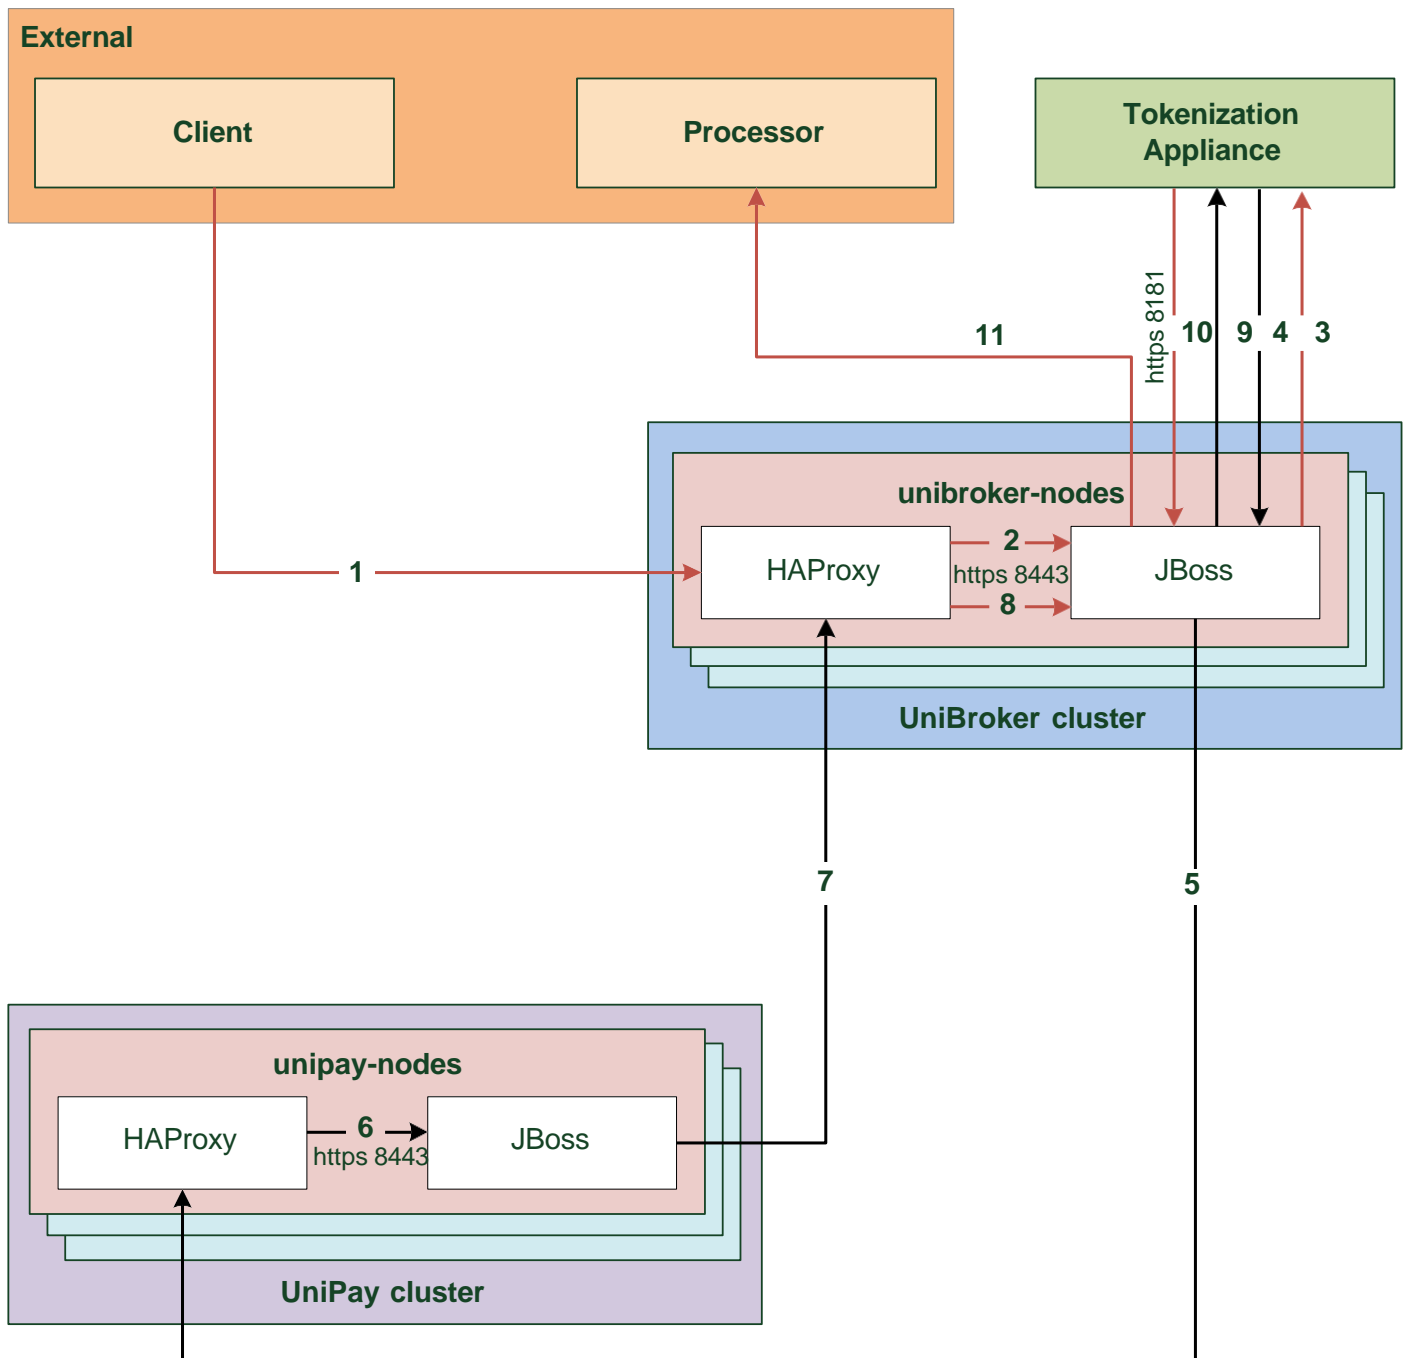 External
Client
Processor
Tokenization
Appliance
https 8181
11
10
9
4
3
unibroker-nodes
HAProxy
2
https 8443
8
JBoss
1
UniBroker cluster
7
5
unipay-nodes
HAProxy
6
https 8443
JBoss
UniPay cluster